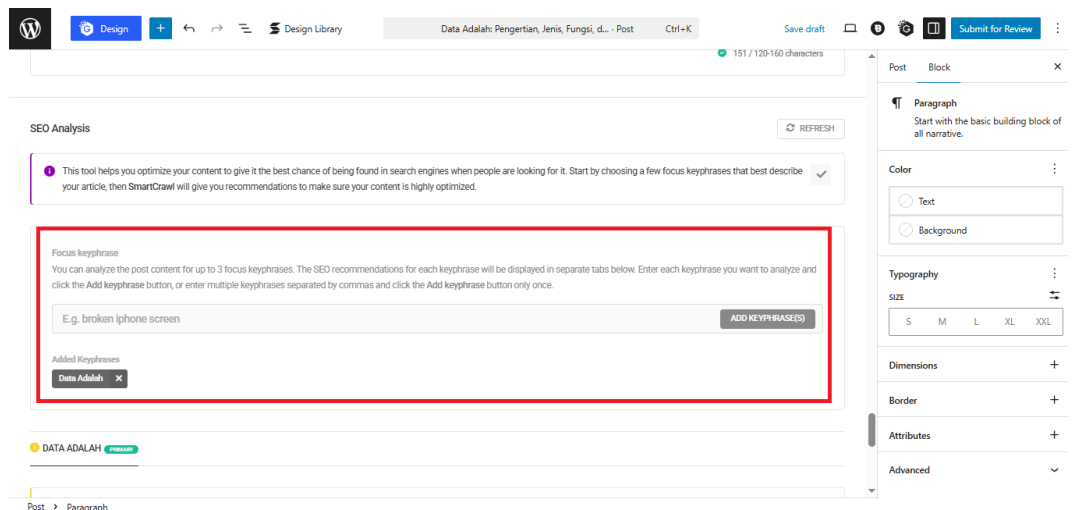 Design
Design Library
Data Adalah: Pengertian, Jenis, Fungsi, d... · Post
Ctrl+K
Save draft
Submit for Review
151 / 120-160 characters
SEO Analysis
REFRESH
This tool helps you optimize your content to give it the best chance of being found in search engines when people are looking for it. Start by choosing a few focus keyphrases that best describe
your article, then SmartCrawl will give you recommendations to make sure your content is highly optimized.
Focus keyphrase
You can analyze the post content for up to 3 focus keyphrases. The SEO recommendations for each keyphrase will be displayed in separate tabs below. Enter each keyphrase you want to analyze and
click the Add keyphrase button, or enter multiple keyphrases separated by commas and click the Add keyphrase button only once.
E.g. broken iphone screen
ADD KEYPHRASE(S)
Added Keyphrases
Data Adalah
DATA ADALAH
PRIMARY
Post > Paragraph
Post
Block
Paragraph
Start with the basic building block of
all narrative.
Color
Text
Background
Typography
SIZE
S M L XL XXL
Dimensions
Border
Attributes
Advanced